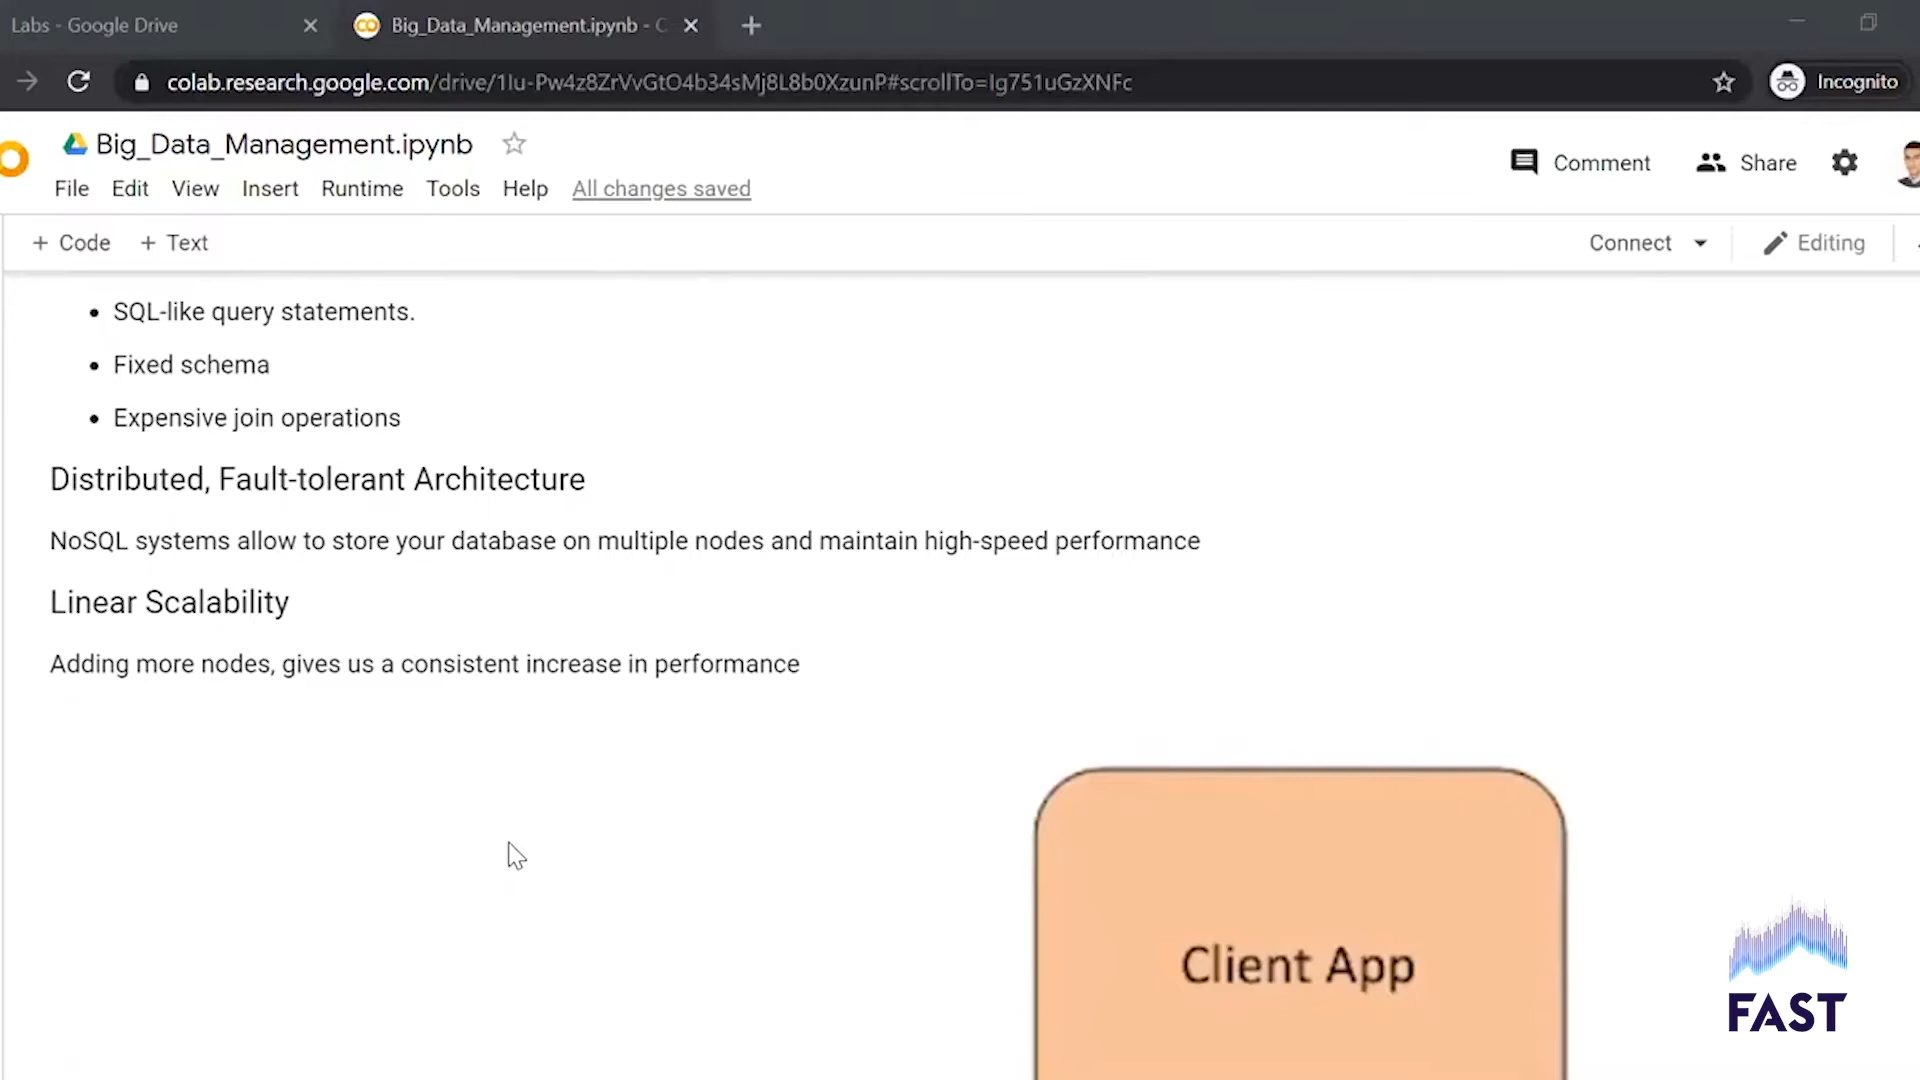 Labs - Google Drive
Big_Data_Management.ipynb - C
colab.research.google.com/drive/1Iu-Pw4z8ZrVvGtO4b34sMj8L8b0XzunP#scrollTo=Ig751uGzXNFc
Incognito
Big_Data_Management.ipynb
Comment
Share
File Edit View Insert Runtime Tools Help All changes saved
+ Code + Text
Connect
Editing
• SQL-like query statements.
• Fixed schema
• Expensive join operations
Distributed, Fault-tolerant Architecture
NoSQL systems allow to store your database on multiple nodes and maintain high-speed performance
Linear Scalability
Adding more nodes, gives us a consistent increase in performance
Client App
FAST